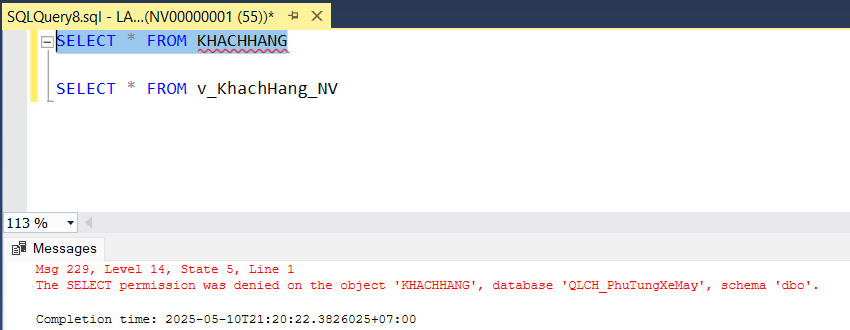 SQLQuery8.sql - LA...(NV00000001 (55))*
SELECT * FROM KHACHHANG
SELECT * FROM v_KhachHang_NV
113 %
Messages
Msg 229, Level 14, State 5, Line 1
The SELECT permission was denied on the object 'KHACHHANG', database 'QLCH_PhuTungXeMay', schema 'dbo'.
Completion time: 2025-05-10T21:20:22.3826025+07:00